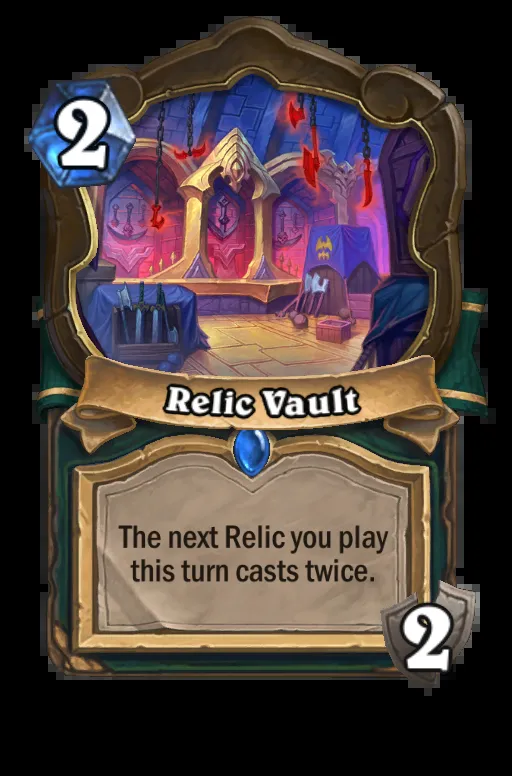 2
Relic Vault
The next Relic you play
this turn casts twice.
2